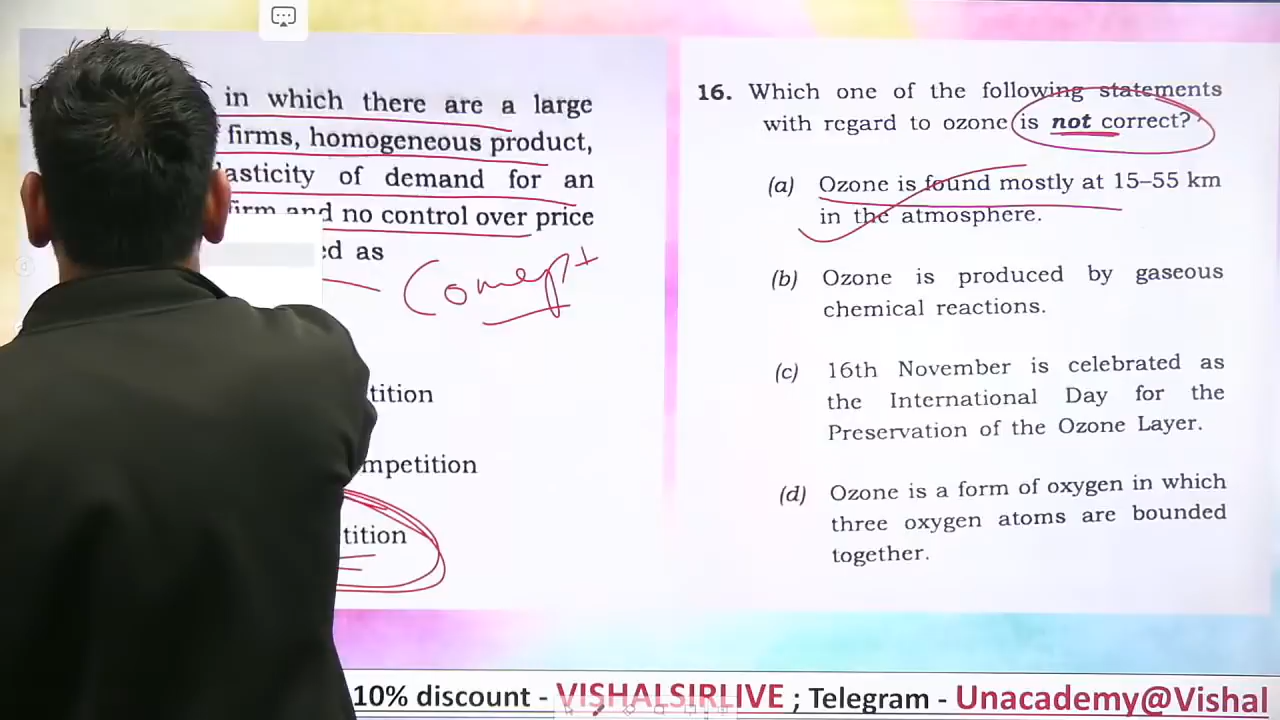 in which there are a large
firms, homogeneous product,
asticity of demand for an
firm and no control over price
ed as
tition
mpetition
tition
16. Which one of the following statements
with regard to ozone is not correct?
(a) Ozone is found mostly at 15–55 km
in the atmosphere.
(b) Ozone is produced by gaseous
chemical reactions.
(c) 16th November is celebrated as
the International Day for the
Preservation of the Ozone Layer.
(d) Ozone is a form of oxygen in which
three oxygen atoms are bounded
together.
10% discount - VISHALSIRLIVE ; Telegram - Unacademy@Vishal